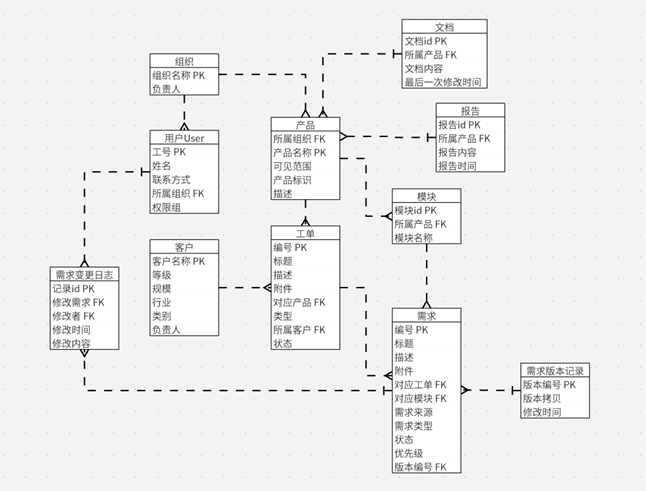 文档
文档id PK
所属产品 FK
文档内容
最后一次修改时间
组织
组织名称 PK
负责人
报告
报告id PK
所属产品 FK
报告内容
报告时间
产品
所属组织 FK
产品名称 PK
可见范围
产品标识
描述
用户User
工号 PK
姓名
联系方式
所属组织 FK
权限组
模块
模块id PK
所属产品 FK
模块名称
工单
编号 PK
标题
描述
附件
对应产品 FK
类型
所属客户 FK
状态
客户
客户名称 PK
等级
规模
行业
类别
负责人
需求变更日志
记录id PK
修改需求 FK
修改者 FK
修改时间
修改内容
需求
编号 PK
标题
描述
附件
对应工单 FK
对应模块 FK
需求来源
需求类型
状态
优先级
版本编号 FK
需求版本记录
版本编号 PK
版本拷贝
修改时间